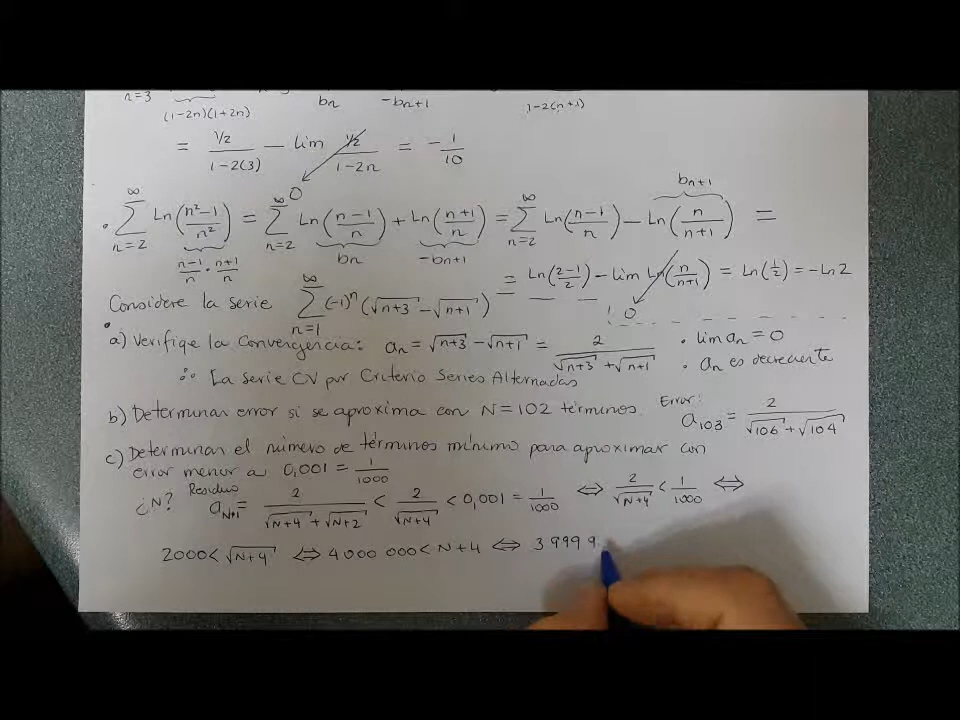 n=3 (1-2n)(1+2n) bn -bn+1 1-2(n+1)
= 1/2 / 1-2(3) - lim 1/2 / 1-2n = - 1/10
0
• ∞ Σ n=2 Ln(n²-1 / n²) = ∞ Σ n=2 Ln(n-1 / n) + Ln(n+1 / n) = ∞ Σ n=2 Ln(n-1 / n) - Ln(n / n+1) =
n-1 / n · n+1 / n bn -bn+1 bn+1
= Ln(2-1 / 2) - lim Ln(n / n+1) = Ln(1/2) = -Ln 2
0
Considere la serie ∞ Σ n=1 (-1)ⁿ (√n+3 - √n+1)
a) Verifique la Convergencia: an = √n+3 - √n+1 = 2 / √n+3 + √n+1 • lim an = 0
• an es decreciente
∴ La serie CV por Criterio Series Alternadas
b) Determinar error si se aproxima con N=102 términos. Error: a103 = 2 / √106 + √104
c) Determinar el número de términos mínimo para aproximar con
error menor a 0,001 = 1/1000
¿N? Residuo aN+1 = 2 / √N+4 + √N+2 < 2 / √N+4 < 0,001 = 1/1000 ⇔ 2 / √N+4 < 1/1000 ⇔
2000 < √N+4 ⇔ 4000 000 < N+4 ⇔ 3 999 9